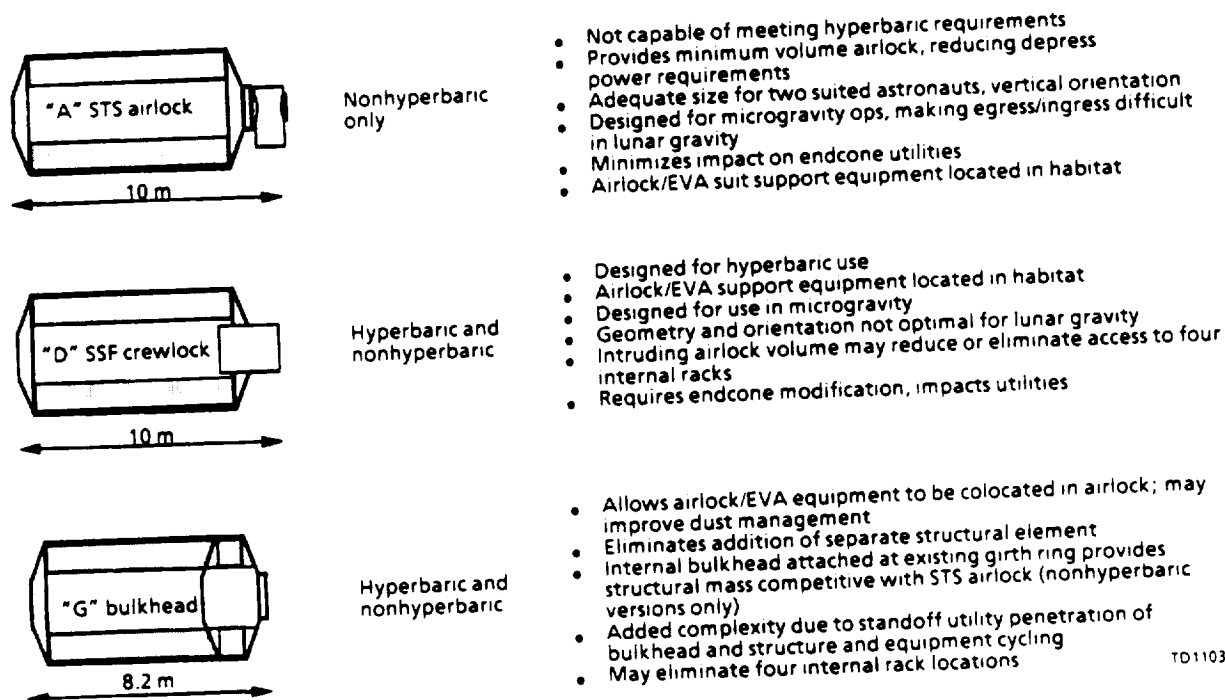 "A" STS airlock
10 m
Nonhyperbaric
only
• Not capable of meeting hyperbaric requirements
• Provides minimum volume airlock, reducing depress
power requirements
• Adequate size for two suited astronauts, vertical orientation
• Designed for microgravity ops, making egress/ingress difficult
in lunar gravity
• Minimizes impact on endcone utilities
• Airlock/EVA suit support equipment located in habitat
"D" SSF crewlock
10 m
Hyperbaric and
nonhyperbaric
• Designed for hyperbaric use
• Airlock/EVA support equipment located in habitat
• Designed for use in microgravity
• Geometry and orientation not optimal for lunar gravity
• Intruding airlock volume may reduce or eliminate access to four
internal racks
• Requires endcone modification, impacts utilities
"G" bulkhead
8.2 m
Hyperbaric and
nonhyperbaric
• Allows airlock/EVA equipment to be colocated in airlock; may
improve dust management
• Eliminates addition of separate structural element
• Internal bulkhead attached at existing girth ring provides
structural mass competitive with STS airlock (nonhyperbaric
versions only)
• Added complexity due to standoff utility penetration of
bulkhead and structure and equipment cycling
• May eliminate four internal rack locations
TD1103